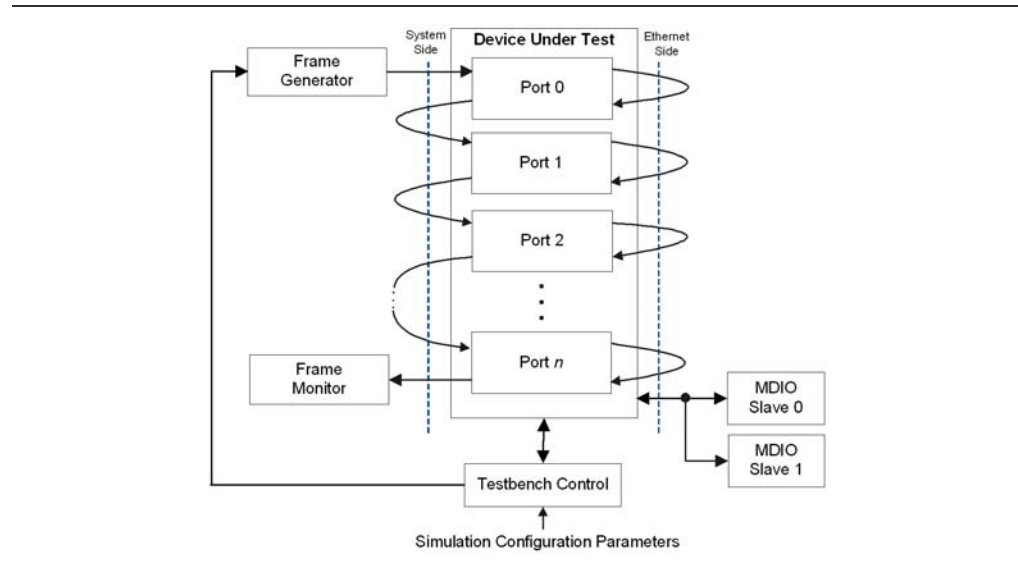 System
Side
Device Under Test
Ethernet
Side
Frame
Generator
Port 0
Port 1
Port 2
Port n
Frame
Monitor
MDIO
Slave 0
MDIO
Slave 1
Testbench Control
Simulation Configuration Parameters